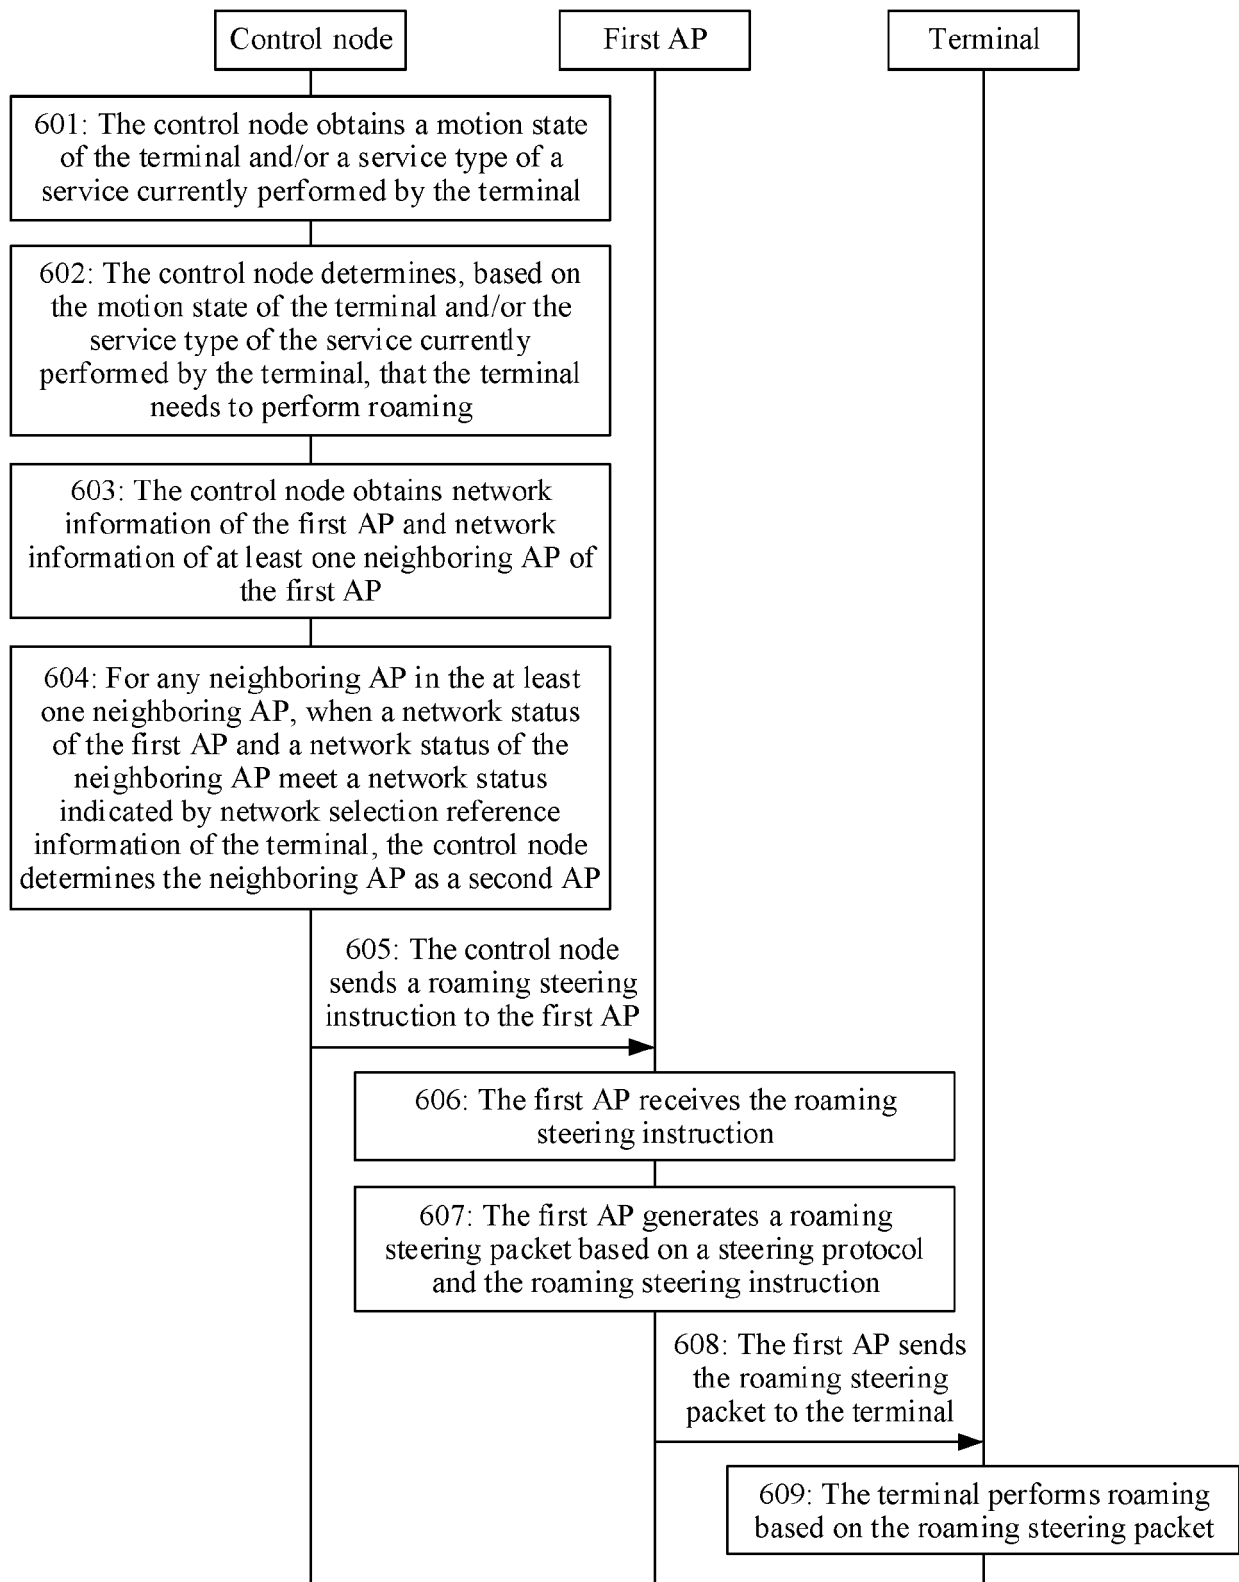 Control node
First AP
Terminal
601: The control node obtains a motion state
of the terminal and/or a service type of a
service currently performed by the terminal
602: The control node determines, based on
the motion state of the terminal and/or the
service type of the service currently
performed by the terminal, that the terminal
needs to perform roaming
603: The control node obtains network
information of the first AP and network
information of at least one neighboring AP of
the first AP
604: For any neighboring AP in the at least
one neighboring AP, when a network status
of the first AP and a network status of the
neighboring AP meet a network status
indicated by network selection reference
information of the terminal, the control node
determines the neighboring AP as a second AP
605: The control node
sends a roaming steering
instruction to the first AP
606: The first AP receives the roaming
steering instruction
607: The first AP generates a roaming
steering packet based on a steering protocol
and the roaming steering instruction
608: The first AP sends
the roaming steering
packet to the terminal
609: The terminal performs roaming
based on the roaming steering packet